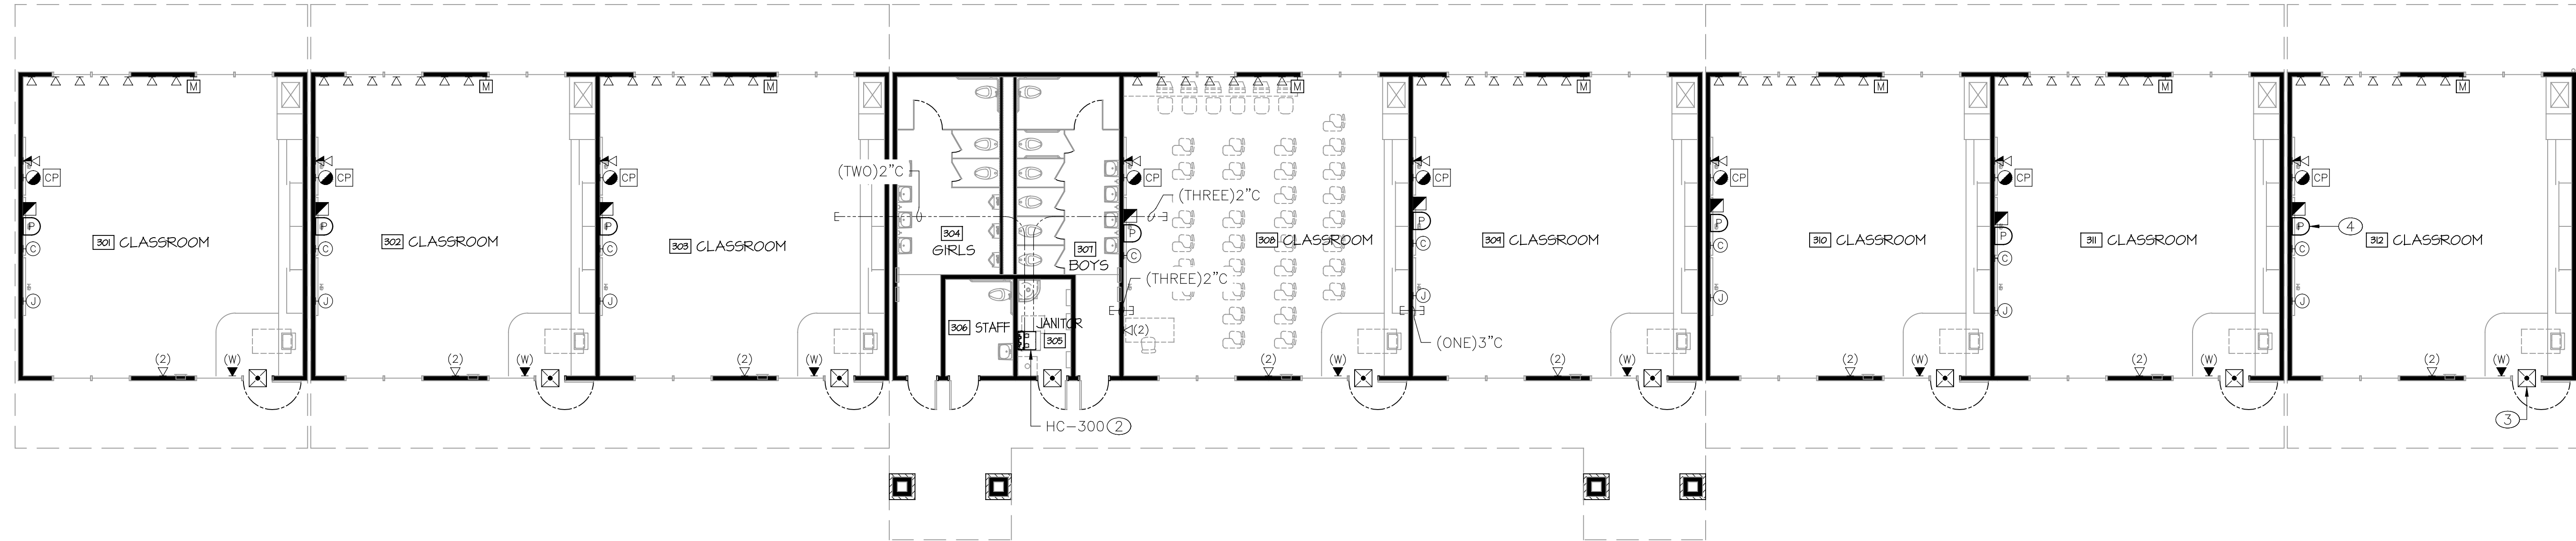 M M M M M M M M M
CP CP CP CP CP CP CP CP CP
(TWO)2"C
(THREE)2"C
P P P P P P P P P
301 CLASSROOM
302 CLASSROOM
303 CLASSROOM
304
GIRLS
307
BOYS
308 CLASSROOM
309 CLASSROOM
310 CLASSROOM
311 CLASSROOM
312 CLASSROOM
4
C C C C C C C C C
(THREE)2"C
J J J J J J J
306 STAFF
JANITOR
305
(2)
(ONE)3"C
(2) (W) (2) (W) (2) (W) (2) (W) (2) (W) (2) (W) (2) (W) (2) (W)
HC-300 2
3